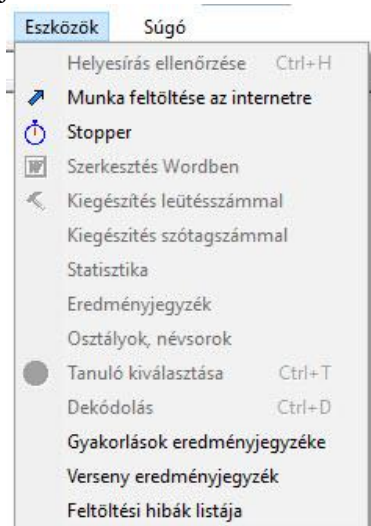 Eszközök Súgó
Helyesírás ellenőrzése Ctrl+H
Munka feltöltése az internetre
Stopper
Szerkesztés Wordben
Kiegészítés leütésszámmal
Kiegészités szótagszámmal
Statisztika
Eredményjegyzék
Osztályok, névsorok
Tanuló kiválasztása Ctrl+T
Dekódolás Ctrl+D
Gyakorlások eredményjegyzéke
Verseny eredményjegyzék
Feltöltési hibák listája